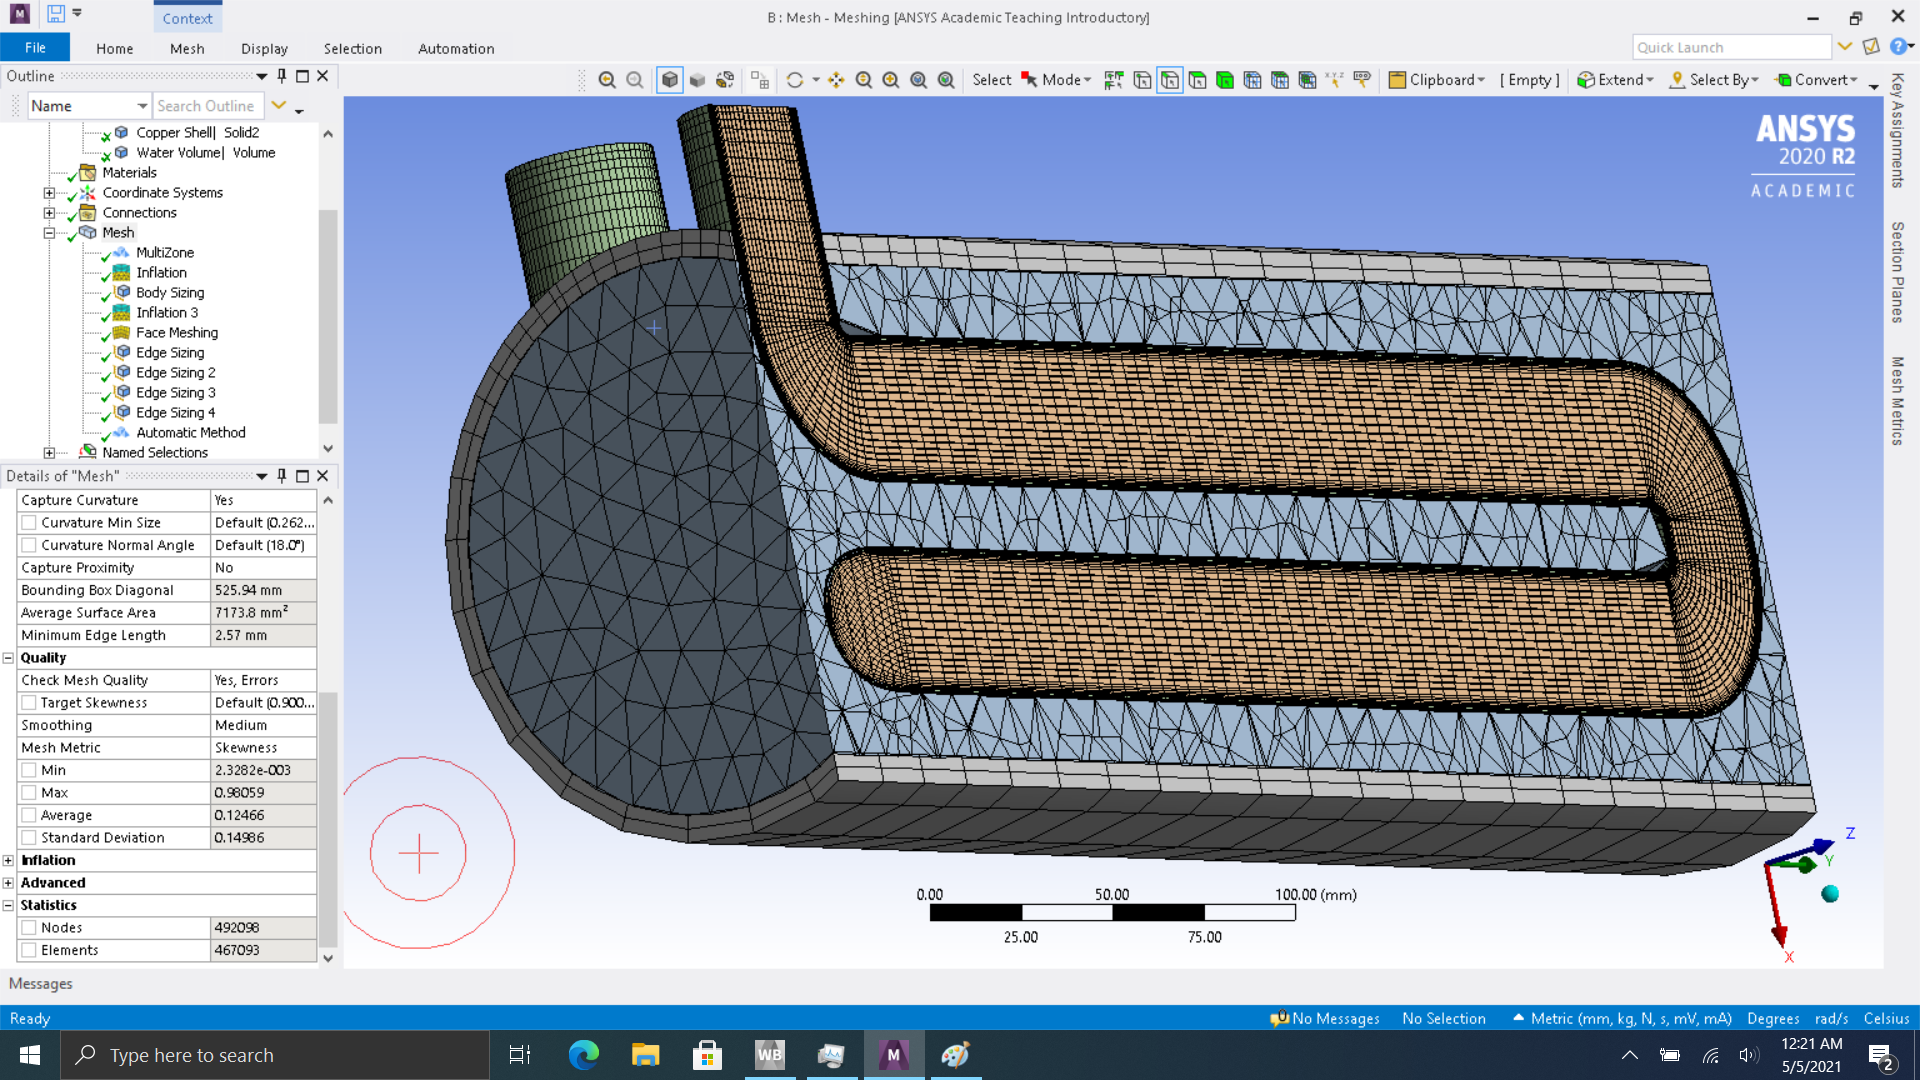 M
Context
B : Mesh - Meshing [ANSYS Academic Teaching Introductory]
File Home Mesh Display Selection Automation
Quick Launch
Outline
Name Search Outline
Select Mode Clipboard [ Empty ] Extend Select By Convert
Copper Shell| Solid2
Water Volume| Volume
Materials
Coordinate Systems
Connections
Mesh
MultiZone
Inflation
Body Sizing
Inflation 3
Face Meshing
Edge Sizing
Edge Sizing 2
Edge Sizing 3
Edge Sizing 4
Automatic Method
Named Selections
Details of "Mesh"
Capture Curvature Yes
Curvature Min Size Default (0.262...
Curvature Normal Angle Default (18.0°)
Capture Proximity No
Bounding Box Diagonal 525.94 mm
Average Surface Area 7173.8 mm²
Minimum Edge Length 2.57 mm
Quality
Check Mesh Quality Yes, Errors
Target Skewness Default (0.900...
Smoothing Medium
Mesh Metric Skewness
Min 2.3282e-003
Max 0.98059
Average 0.12466
Standard Deviation 0.14986
Inflation
Advanced
Statistics
Nodes 492098
Elements 467093
ANSYS
2020 R2
ACADEMIC
Key Assignments
Section Planes
Mesh Metrics
0.00 50.00 100.00 (mm)
25.00 75.00
Z
Y
X
Messages
Ready
0 No Messages No Selection Metric (mm, kg, N, s, mV, mA) Degrees rad/s Celsius
Type here to search
WB
M
12:21 AM
5/5/2021
2